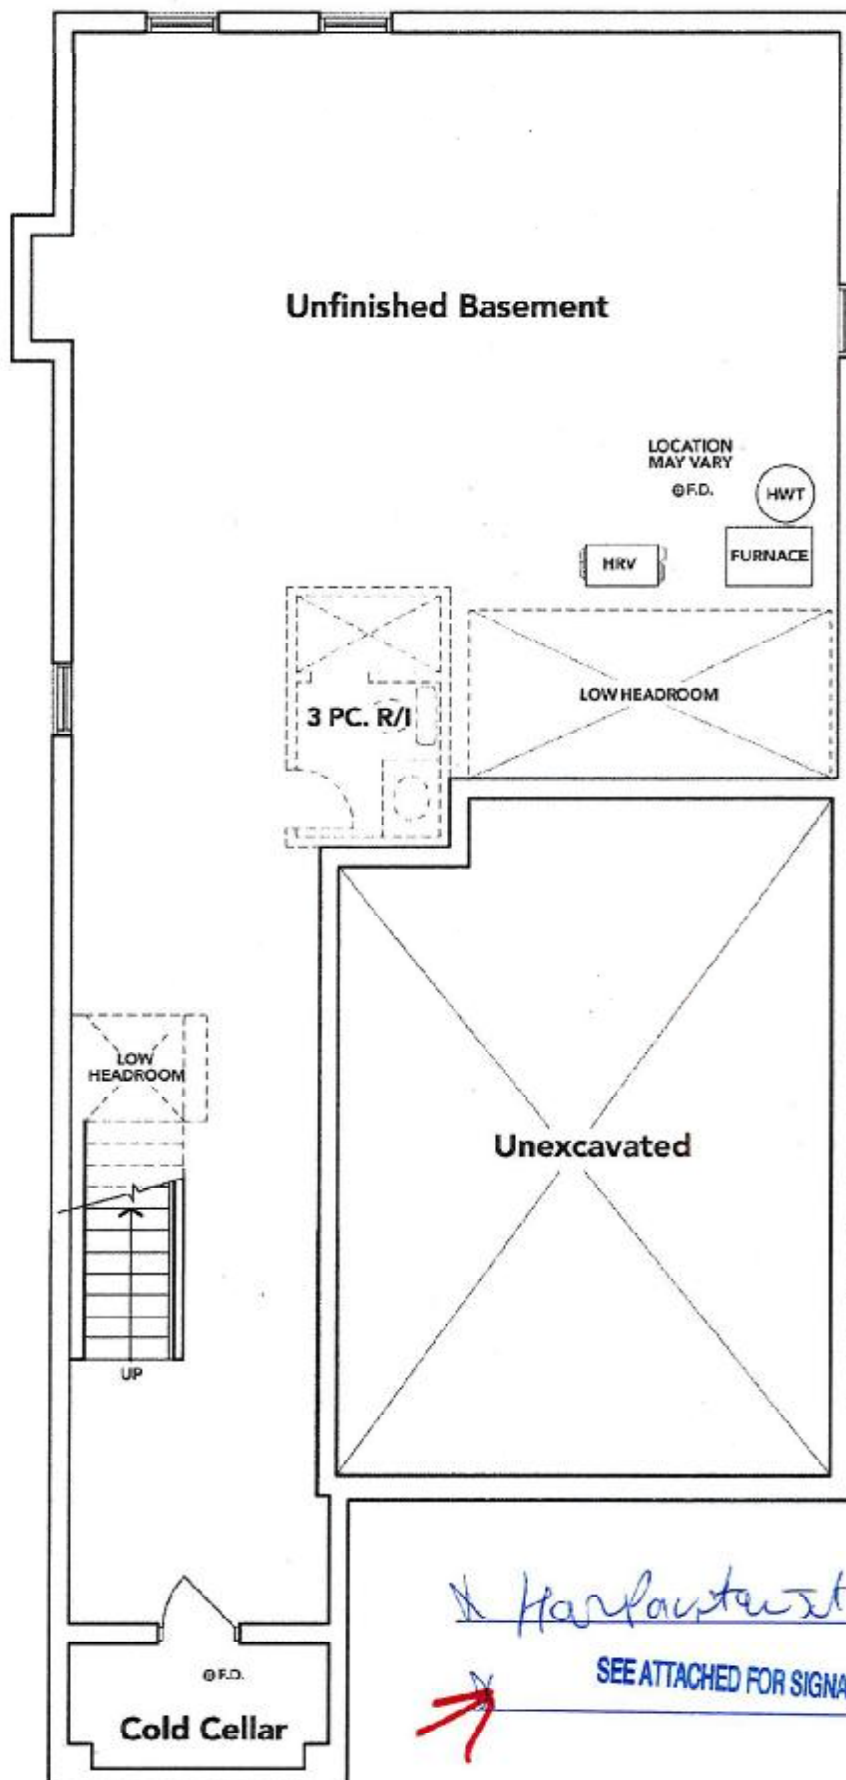 Unfinished Basement
LOCATION
MAY VARY
F.D.
HWT
HRV
FURNACE
LOW HEADROOM
3 PC. R/I
LOW
HEADROOM
Unexcavated
UP
SEE ATTACHED FOR SIGNA
F.D.
Cold Cellar